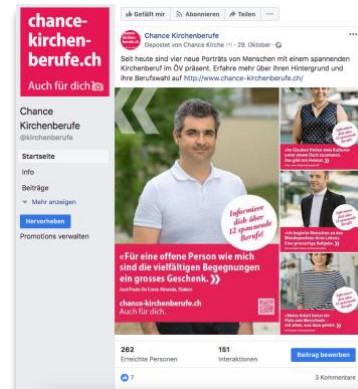 chance-
kirchen-
berufe.ch
Auch für dich
Chance
Kirchenberufe
@kirchenberufe
Startseite
Info
Beiträge
Mehr anzeigen
Hervorheben
Promotions verwalten
Gefällt mir Abonnieren Teilen ...
Chance Kirchenberufe
Gepostet von Chance Kirche · 29. Oktober
Seit heute sind vier neue Porträts von Menschen mit einem spannenden
Kirchenberuf im ÖV präsent. Erfahre mehr über ihren Hintergrund und
ihre Berufswahl auf http://www.chance-kirchenberufe.ch/
Informiere
dich über
12 spannende
Berufe!
«Für eine offene Person wie mich
sind die vielfältigen Begegnungen
ein grosses Geschenk.»
chance-kirchenberufe.ch
Auch für dich.
262
Erreichte Personen
151
Interaktionen
Beitrag bewerben
7
3 Kommentare